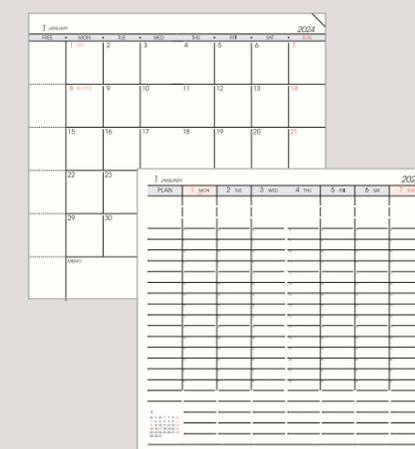 1 JANUARY 2024
FREE • MON • TUE • WED THU • FRI • SAT • SUN
1 2 3 4 5 6 7
8 9 10 11 12 13 14
15 16 17 18 19 20 21
22 23
29 30
MEMO
1 JANUARY 202
PLAN 1 MON 2 TUE 3 WED 4 THU 5 FRI 6 SAT 7 SUN